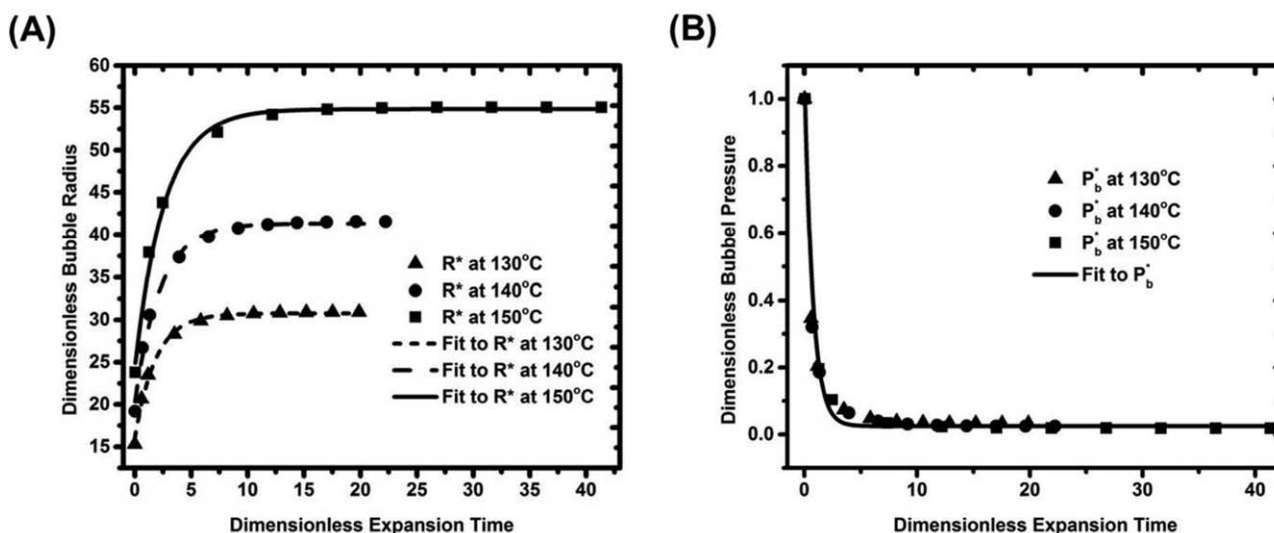 (A)
Dimensionless Bubble Radius
60
55
50
45
40
35
30
25
20
15
0 5 10 15 20 25 30 35 40
Dimensionless Expansion Time
R* at 130°C
R* at 140°C
R* at 150°C
Fit to R* at 130°C
Fit to R* at 140°C
Fit to R* at 150°C
(B)
Dimensionless Bubbel Pressure
1.0
0.8
0.6
0.4
0.2
0.0
0 10 20 30 40
Dimensionless Expansion Time
P*b at 130°C
P*b at 140°C
P*b at 150°C
Fit to P*b